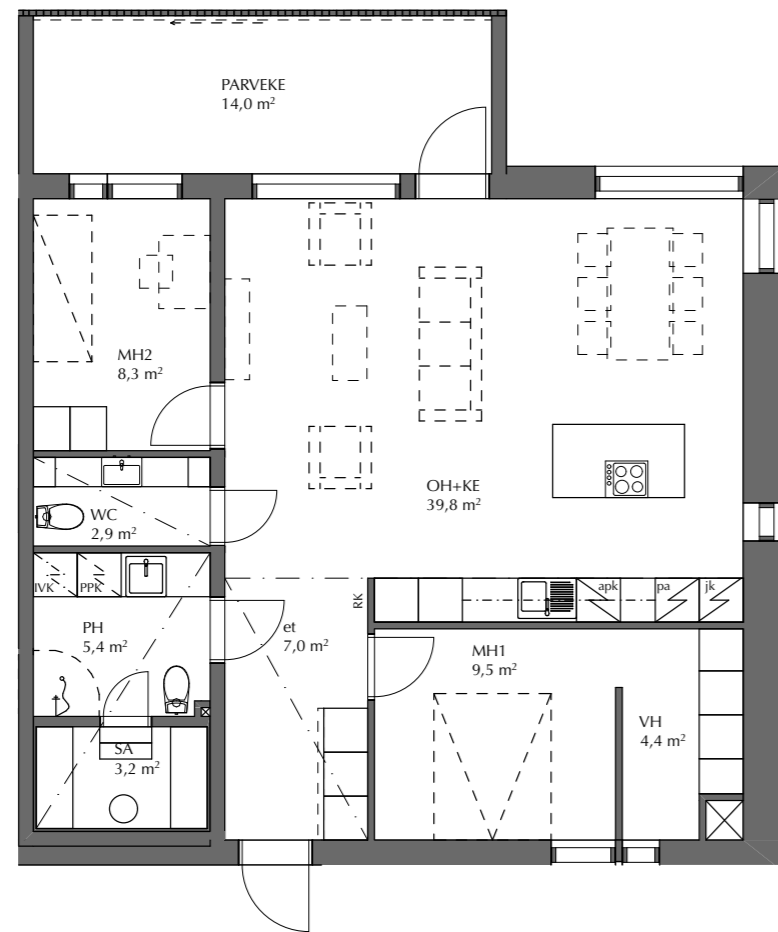 PARVEKE
14,0 m²
MH2
8,3 m²
OH+KE
39,8 m²
WC
2,9 m²
IVK
PPK
PH
5,4 m²
et
7,0 m²
RK
apk
pa
jk
MH1
9,5 m²
VH
4,4 m²
SA
3,2 m²